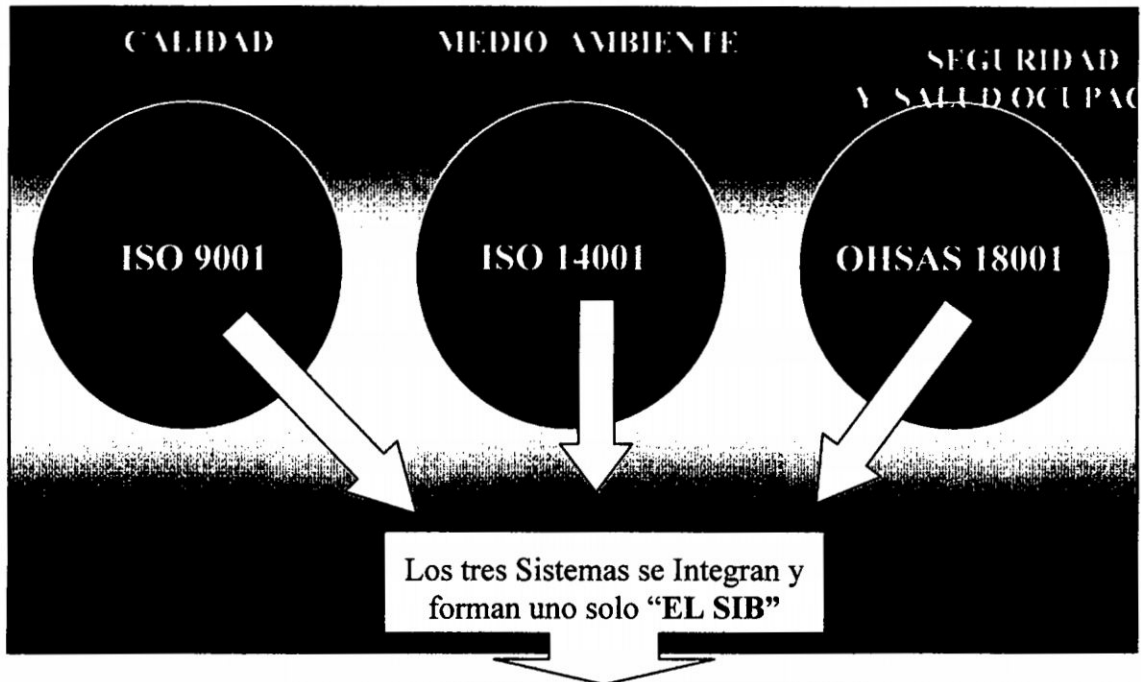 CALIDAD
MEDIO AMBIENTE
SEGURIDAD
Y SALUD OCUPAC
ISO 9001
ISO 14001
OHSAS 18001
Los tres Sistemas se Integran y
forman uno solo “EL SIB”